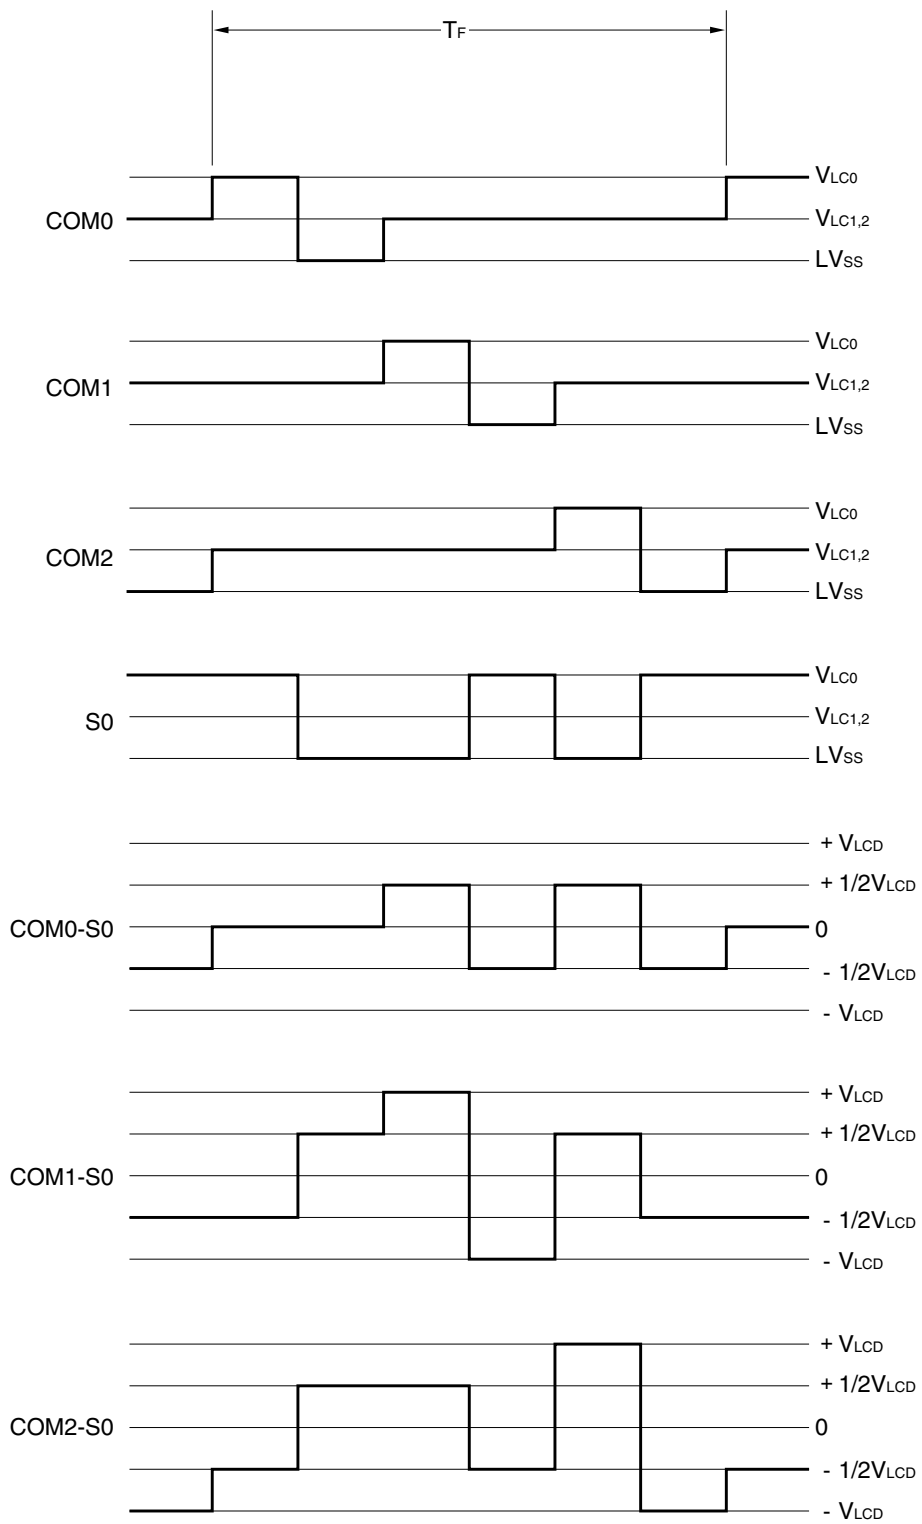 TF
COM0
VLC0
VLC1,2
LVSS
COM1
VLC0
VLC1,2
LVSS
COM2
VLC0
VLC1,2
LVSS
S0
VLC0
VLC1,2
LVSS
COM0-S0
+ VLCD
+ 1/2VLCD
0
- 1/2VLCD
- VLCD
COM1-S0
+ VLCD
+ 1/2VLCD
0
- 1/2VLCD
- VLCD
COM2-S0
+ VLCD
+ 1/2VLCD
0
- 1/2VLCD
- VLCD